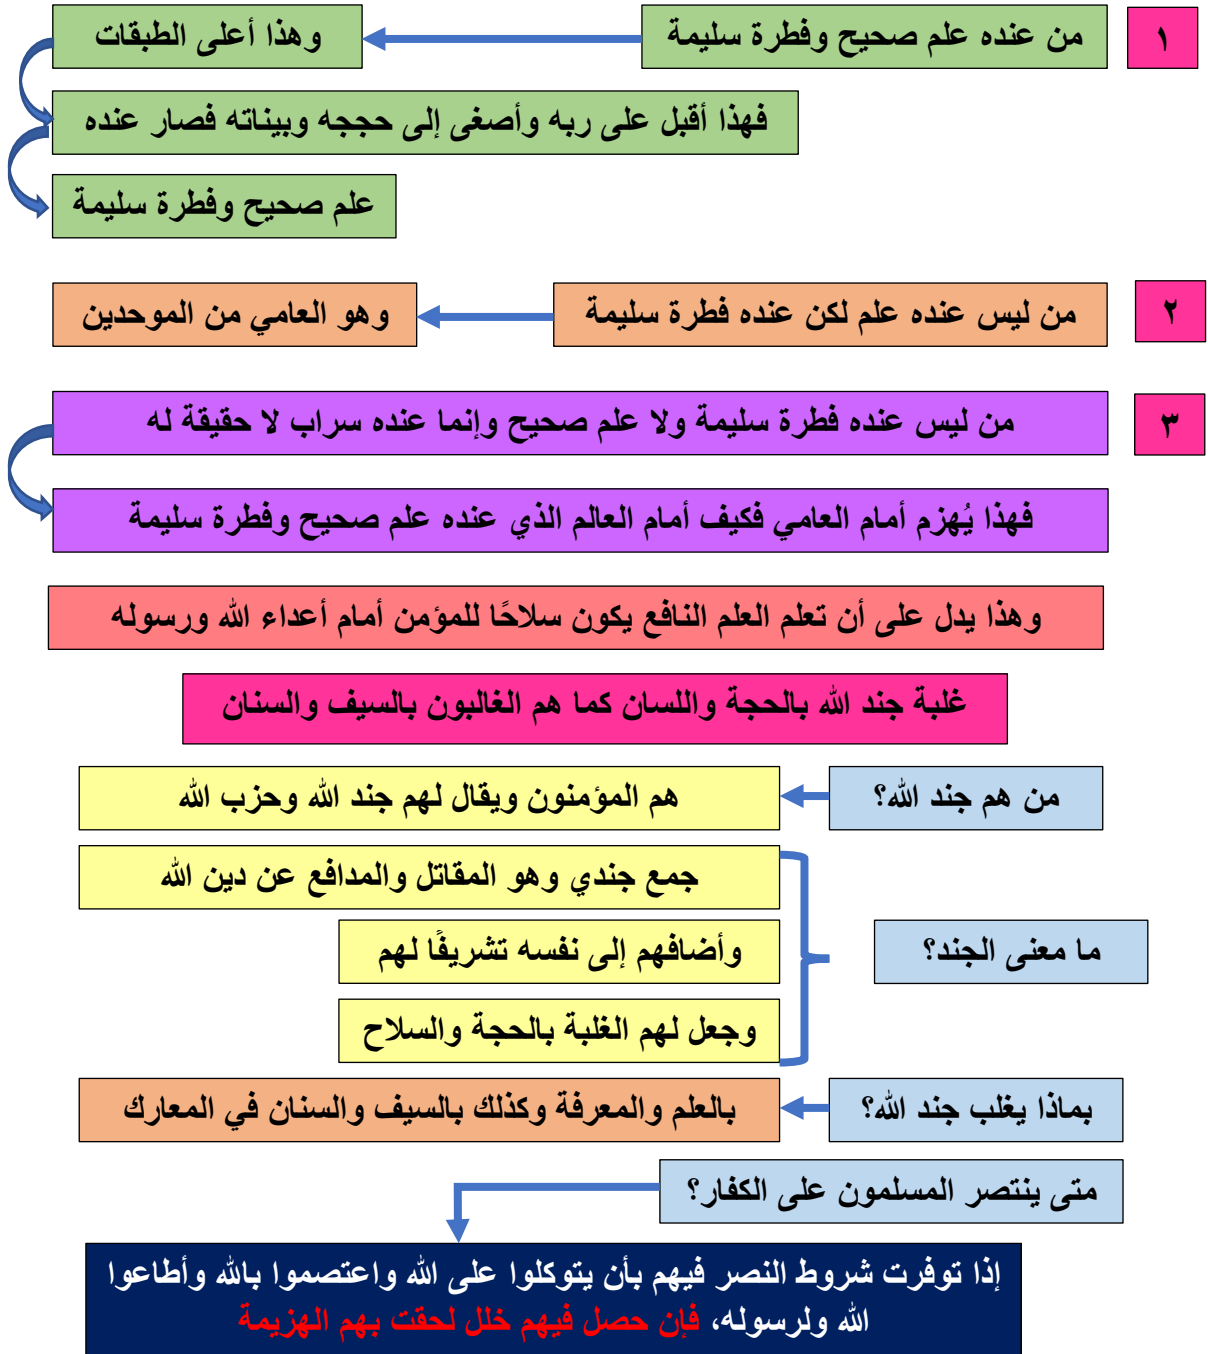 ١
من عنده علم صحيح وفطرة سليمة
وهذا أعلى الطبقات
فهذا أقبل على ربه وأصغى إلى حججه وبيناته فصار عنده
علم صحيح وفطرة سليمة
٢
من ليس عنده علم لكن عنده فطرة سليمة
وهو العامي من الموحدين
٣
من ليس عنده فطرة سليمة ولا علم صحيح وإنما عنده سراب لا حقيقة له
فهذا يُهزم أمام العامي فكيف أمام العالم الذي عنده علم صحيح وفطرة سليمة
وهذا يدل على أن تعلم العلم النافع يكون سلاحًا للمؤمن أمام أعداء الله ورسوله
غلبة جند الله بالحجة واللسان كما هم الغالبون بالسيف والسنان
من هم جند الله؟
هم المؤمنون ويقال لهم جند الله وحزب الله
ما معنى الجند؟
جمع جندي وهو المقاتل والمدافع عن دين الله
وأضافهم إلى نفسه تشريفًا لهم
وجعل لهم الغلبة بالحجة والسلاح
بماذا يغلب جند الله؟
بالعلم والمعرفة وكذلك بالسيف والسنان في المعارك
متى ينتصر المسلمون على الكفار؟
إذا توفرت شروط النصر فيهم بأن يتوكلوا على الله واعتصموا بالله وأطاعوا
الله ولرسوله، فإن حصل فيهم خلل لحقت بهم الهزيمة